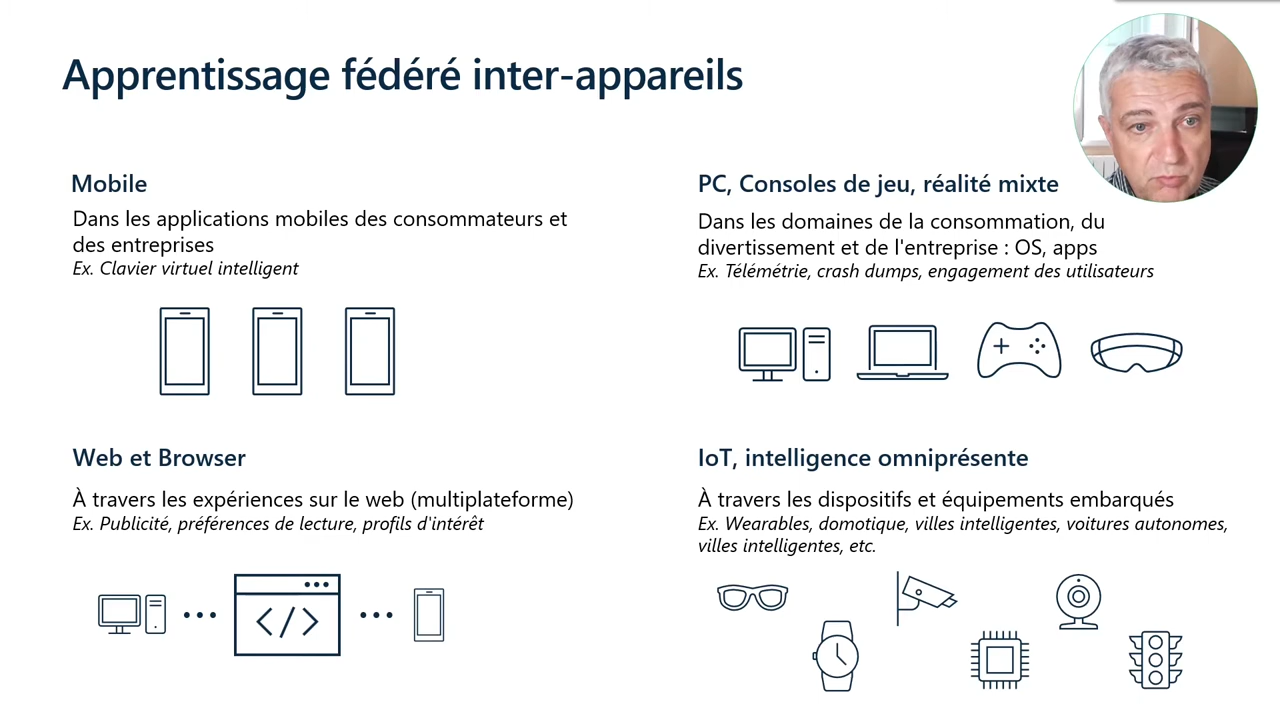 Apprentissage fédéré inter-appareils
Mobile
Dans les applications mobiles des consommateurs et
des entreprises
Ex. Clavier virtuel intelligent
PC, Consoles de jeu, réalité mixte
Dans les domaines de la consommation, du
divertissement et de l'entreprise : OS, apps
Ex. Télémétrie, crash dumps, engagement des utilisateurs
Web et Browser
À travers les expériences sur le web (multiplateforme)
Ex. Publicité, préférences de lecture, profils d'intérêt
</>
IoT, intelligence omniprésente
À travers les dispositifs et équipements embarqués
Ex. Wearables, domotique, villes intelligentes, voitures autonomes,
villes intelligentes, etc.